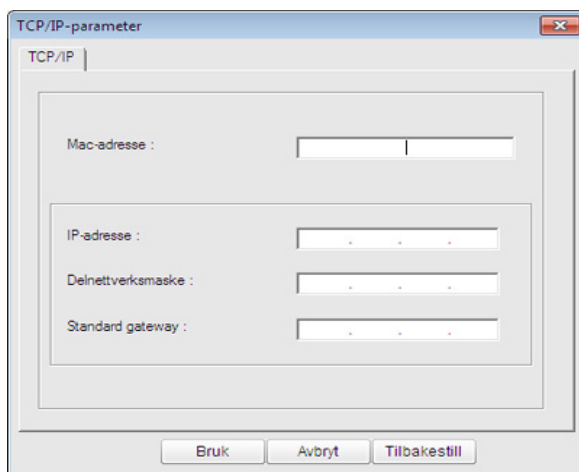 TCP/IP-parameter
TCP/IP
Mac-adresse :
IP-adresse : . . .
Delnettverksmaske : . . .
Standard gateway : . . .
Bruk Avbryt Tilbakestill